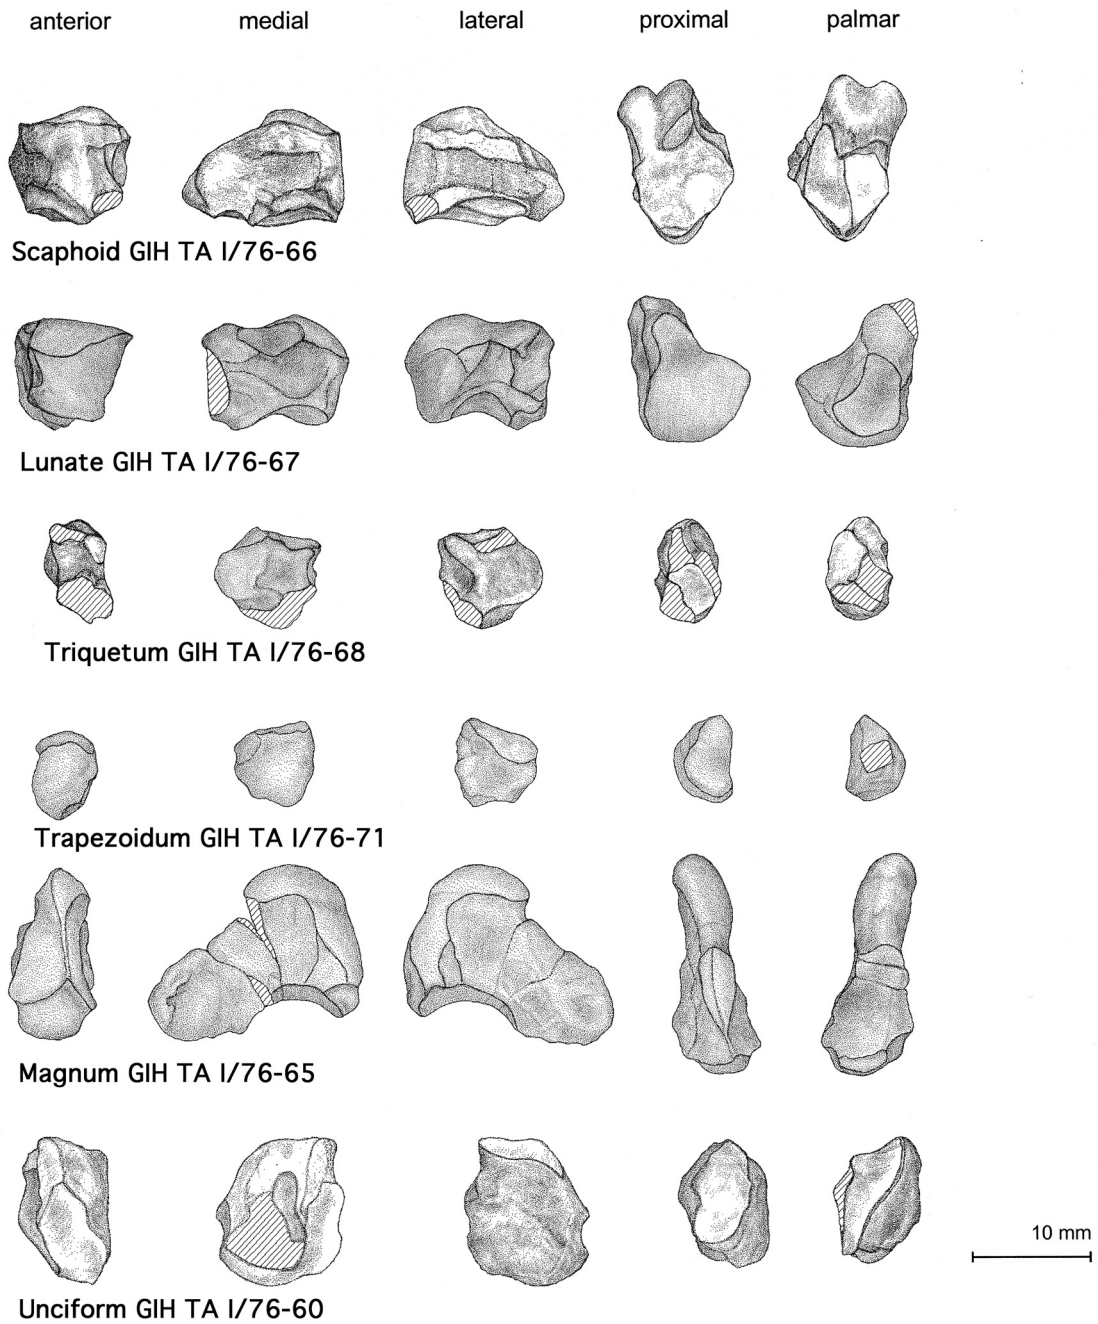 anterior medial lateral proximal palmar
Scaphoid GIH TA I/76-66
Lunate GIH TA I/76-67
Triquetum GIH TA I/76-68
Trapezoidum GIH TA I/76-71
Magnum GIH TA I/76-65
10 mm
Unciform GIH TA I/76-60